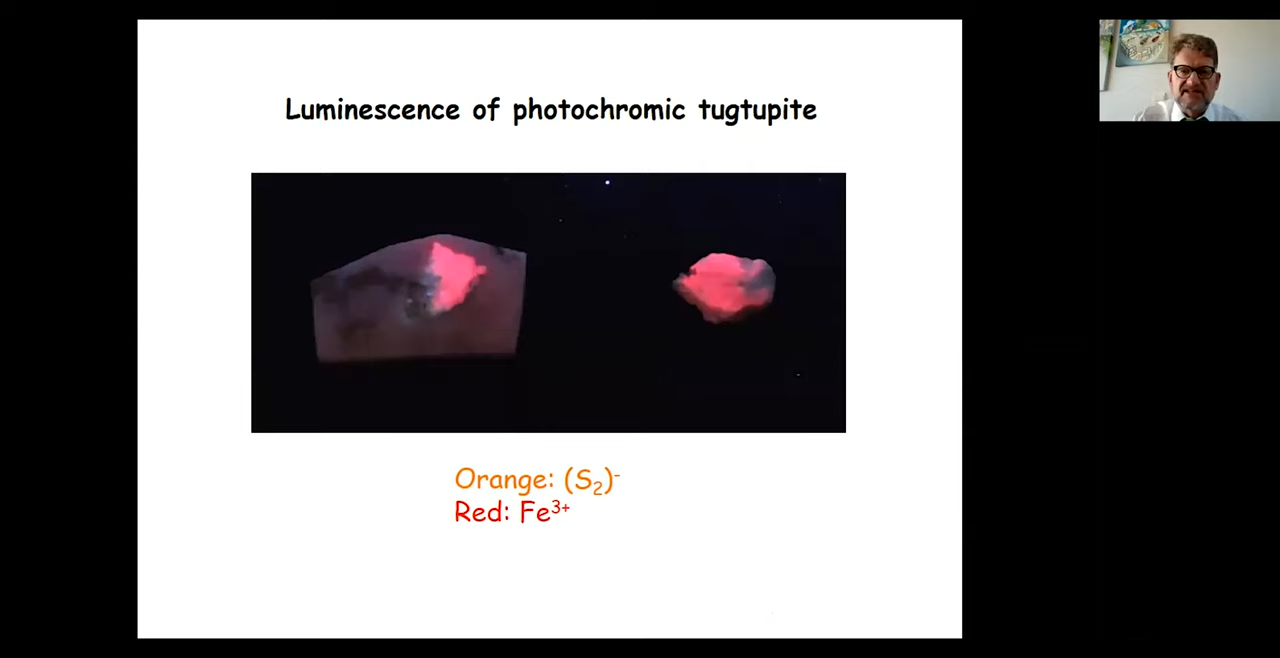 Luminescence of photochromic tugtupite
Orange: (S₂)⁻
Red: Fe³⁺